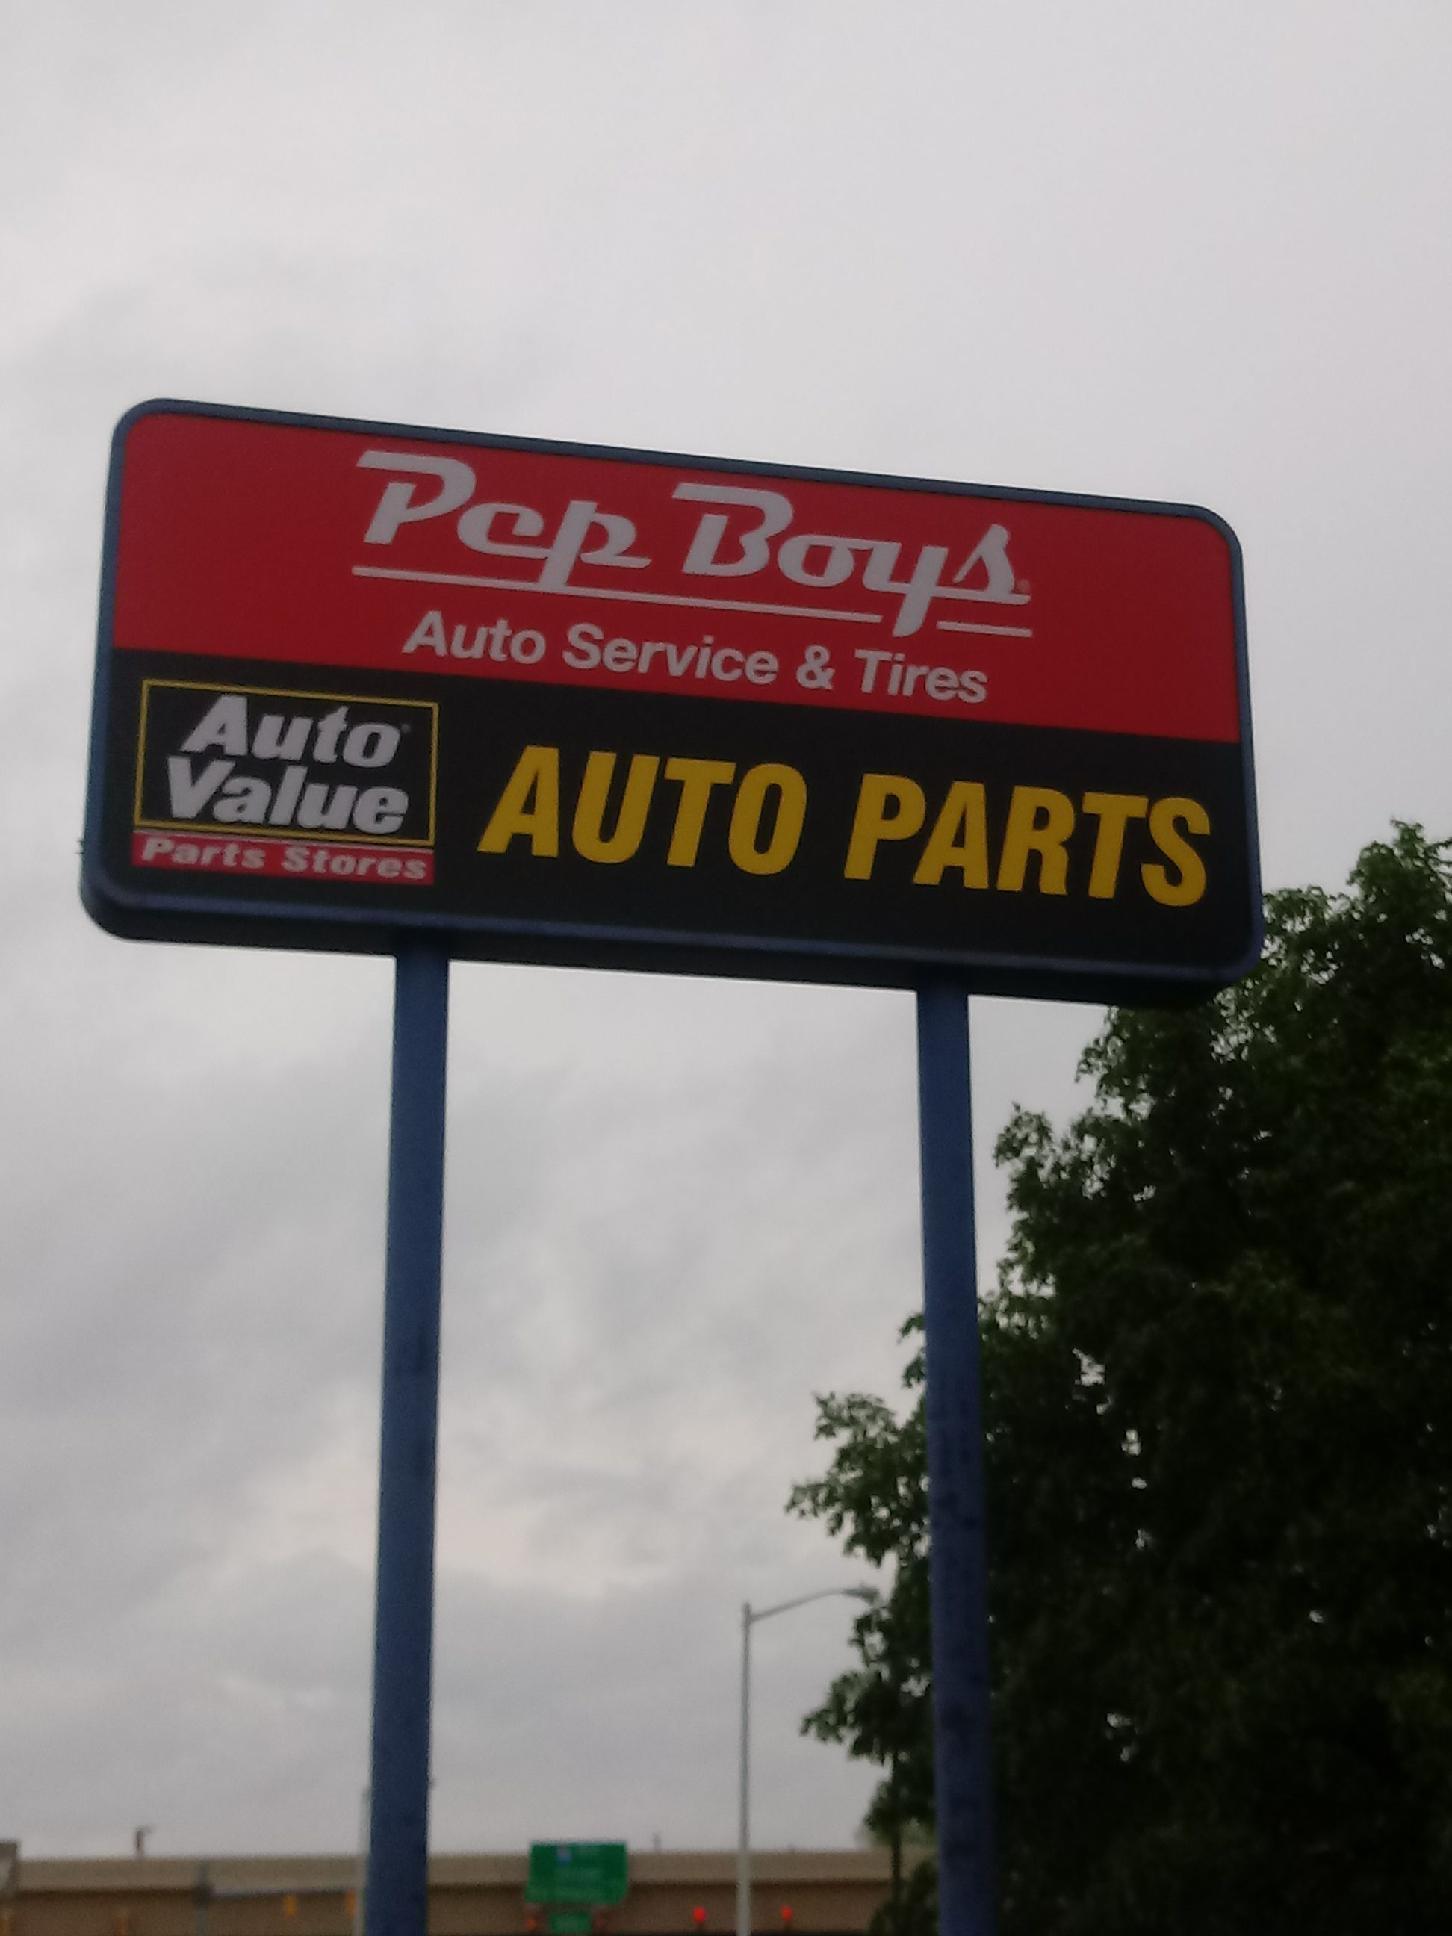 Pep Boys
Auto Service & Tires
Auto
Value
Parts Stores
AUTO PARTS